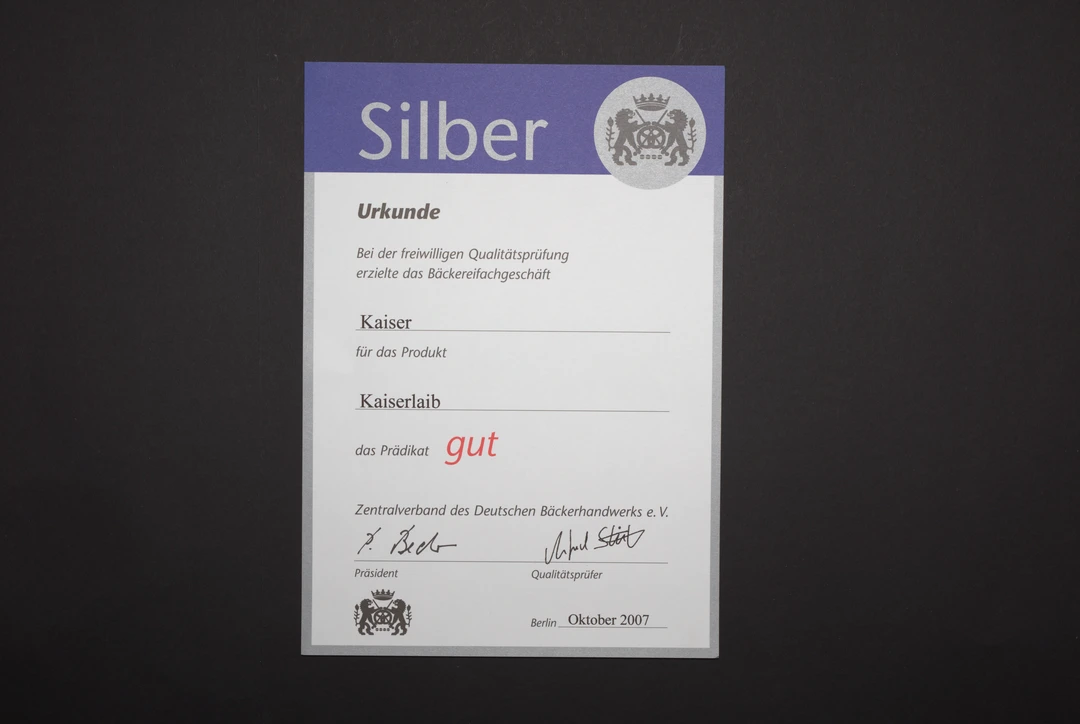 Silber
Urkunde
Bei der freiwilligen Qualitätsprüfung
erzielte das Bäckereifachgeschäft
Kaiser
für das Produkt
Kaiserlaib
das Prädikat gut
Zentralverband des Deutschen Bäckerhandwerks e. V.
P. Becker
Präsident Qualitätsprüfer
Berlin Oktober 2007